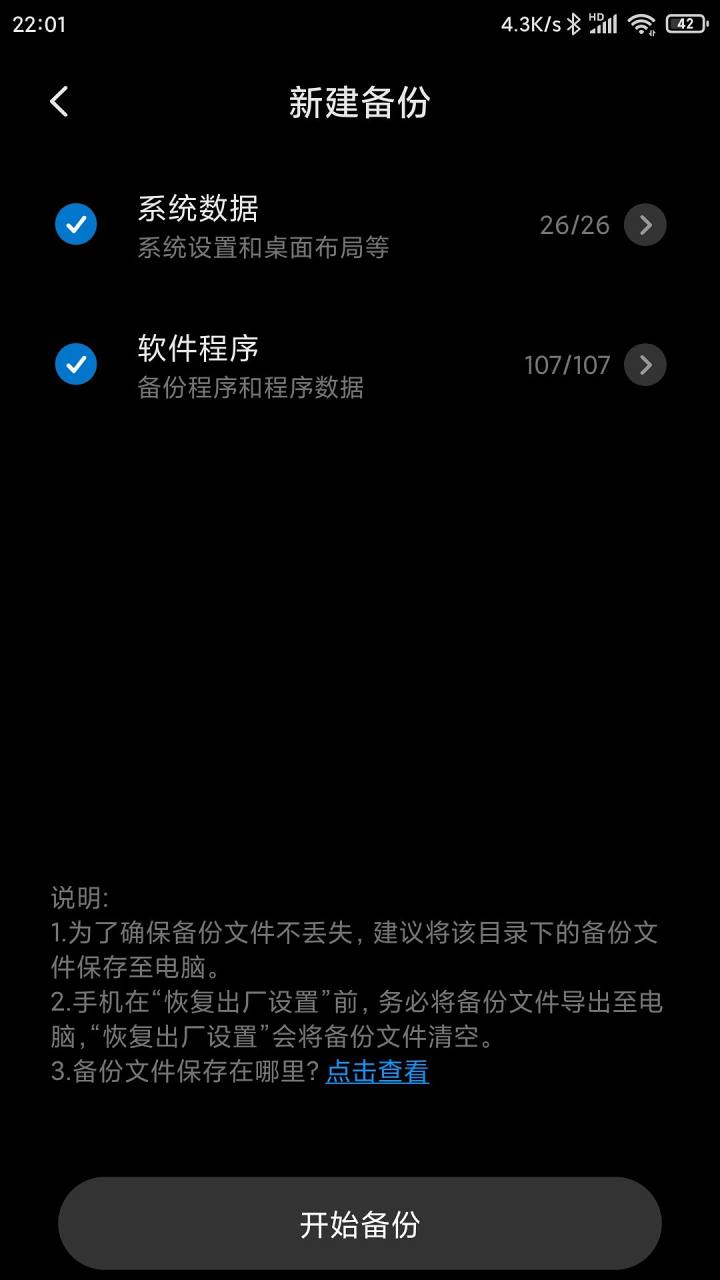 22:01
4.3K/s HD 42
新建备份
系统数据
系统设置和桌面布局等
26/26
软件程序
备份程序和程序数据
107/107
说明:
1.为了确保备份文件不丢失, 建议将该目录下的备份文
件保存至电脑。
2.手机在“恢复出厂设置”前, 务必将备份文件导出至电
脑,“恢复出厂设置”会将备份文件清空。
3.备份文件保存在哪里? 点击查看
开始备份